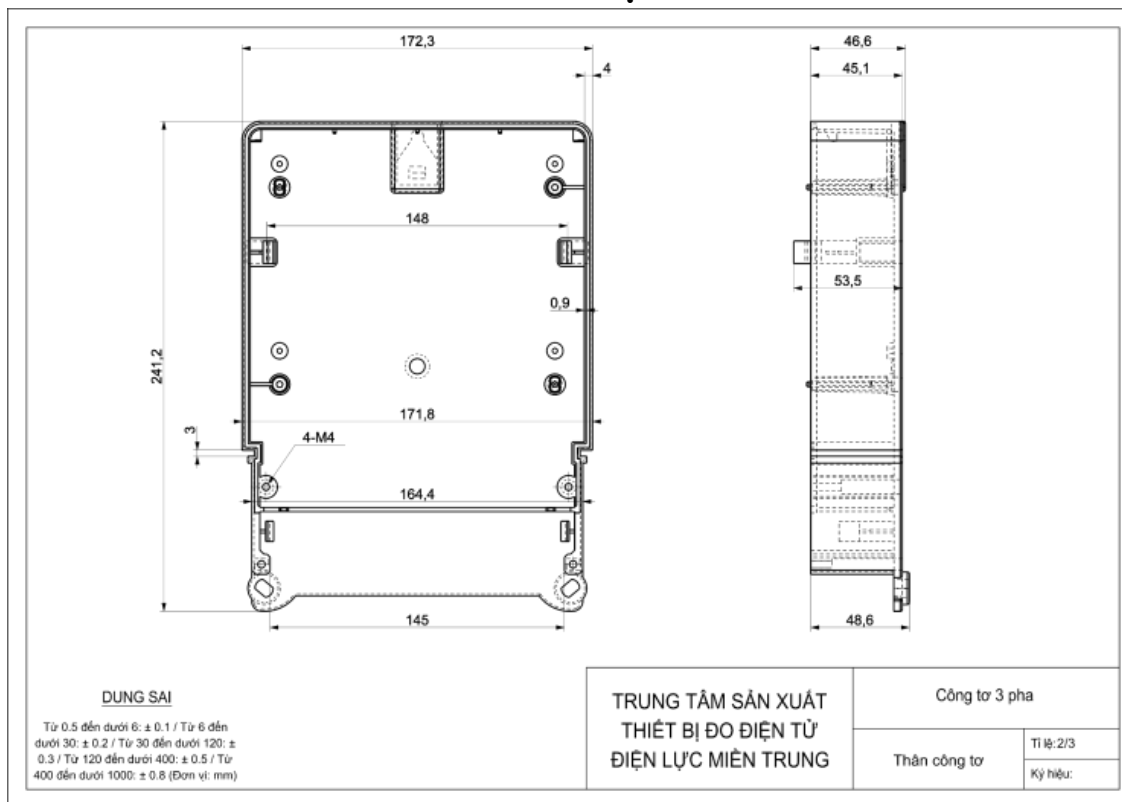 172,3
4
46,6
45,1
148
53,5
0,9
241,2
171,8
3
4-M4
164,4
145
48,6
DUNG SAI
Từ 0.5 đến dưới 6: ± 0.1 / Từ 6 đến
dưới 30: ± 0.2 / Từ 30 đến dưới 120: ±
0.3 / Từ 120 đến dưới 400: ± 0.5 / Từ
400 đến dưới 1000: ± 0.8 (Đơn vị: mm)
TRUNG TÂM SẢN XUẤT
THIẾT BỊ ĐO ĐIỆN TỬ
ĐIỆN LỰC MIỀN TRUNG
Công tơ 3 pha
Thân công tơ
Tỉ lệ: 2/3
Ký hiệu: